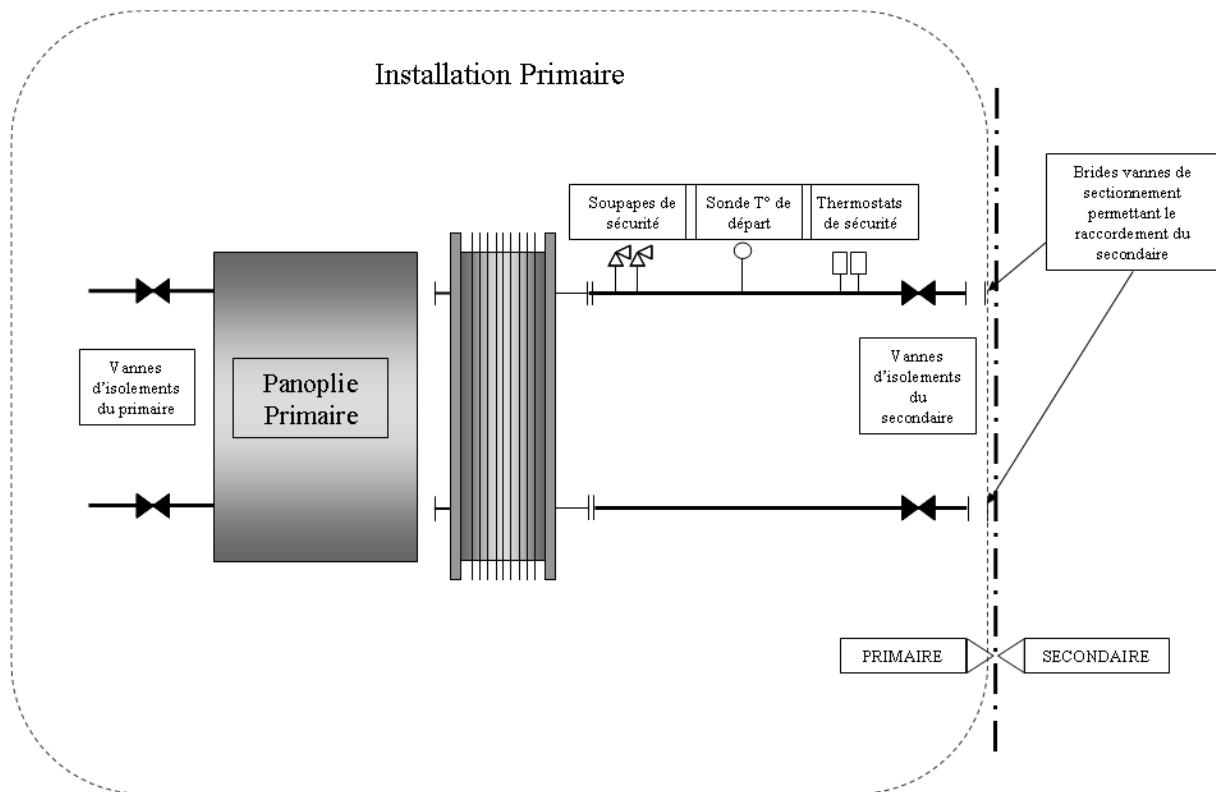 Installation Primaire
Brides vannes de
sectionnement
permettant le
raccordement du
secondaire
Soupapes de
sécurité
Sonde T° de
départ
Thermostats
de sécurité
Vannes
d'isolements
du primaire
Panoplie
Primaire
Vannes
d'isolements
du
secondaire
PRIMAIRE
SECONDAIRE